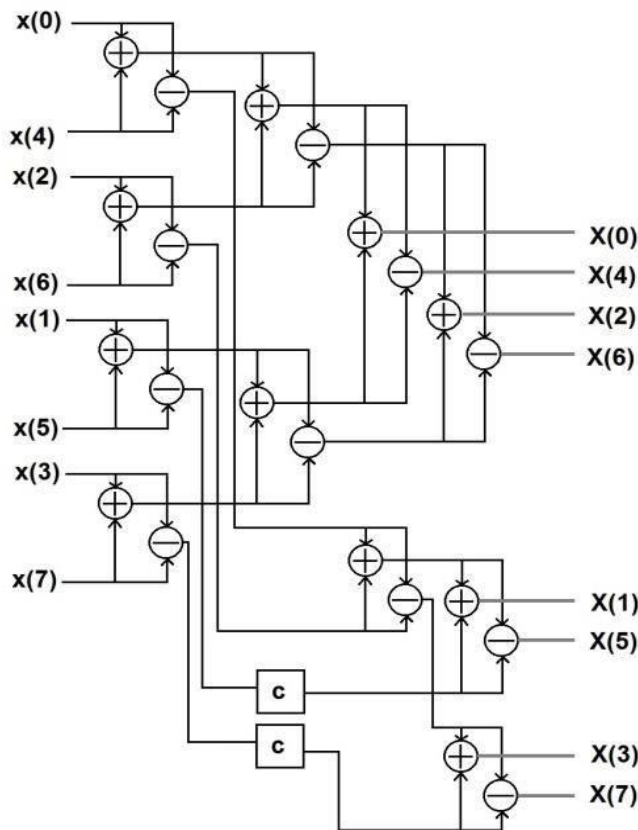 x(0)
x(4)
x(2)
x(6)
x(1)
x(5)
x(3)
x(7)
c
c
X(0)
X(4)
X(2)
X(6)
X(1)
X(5)
X(3)
X(7)